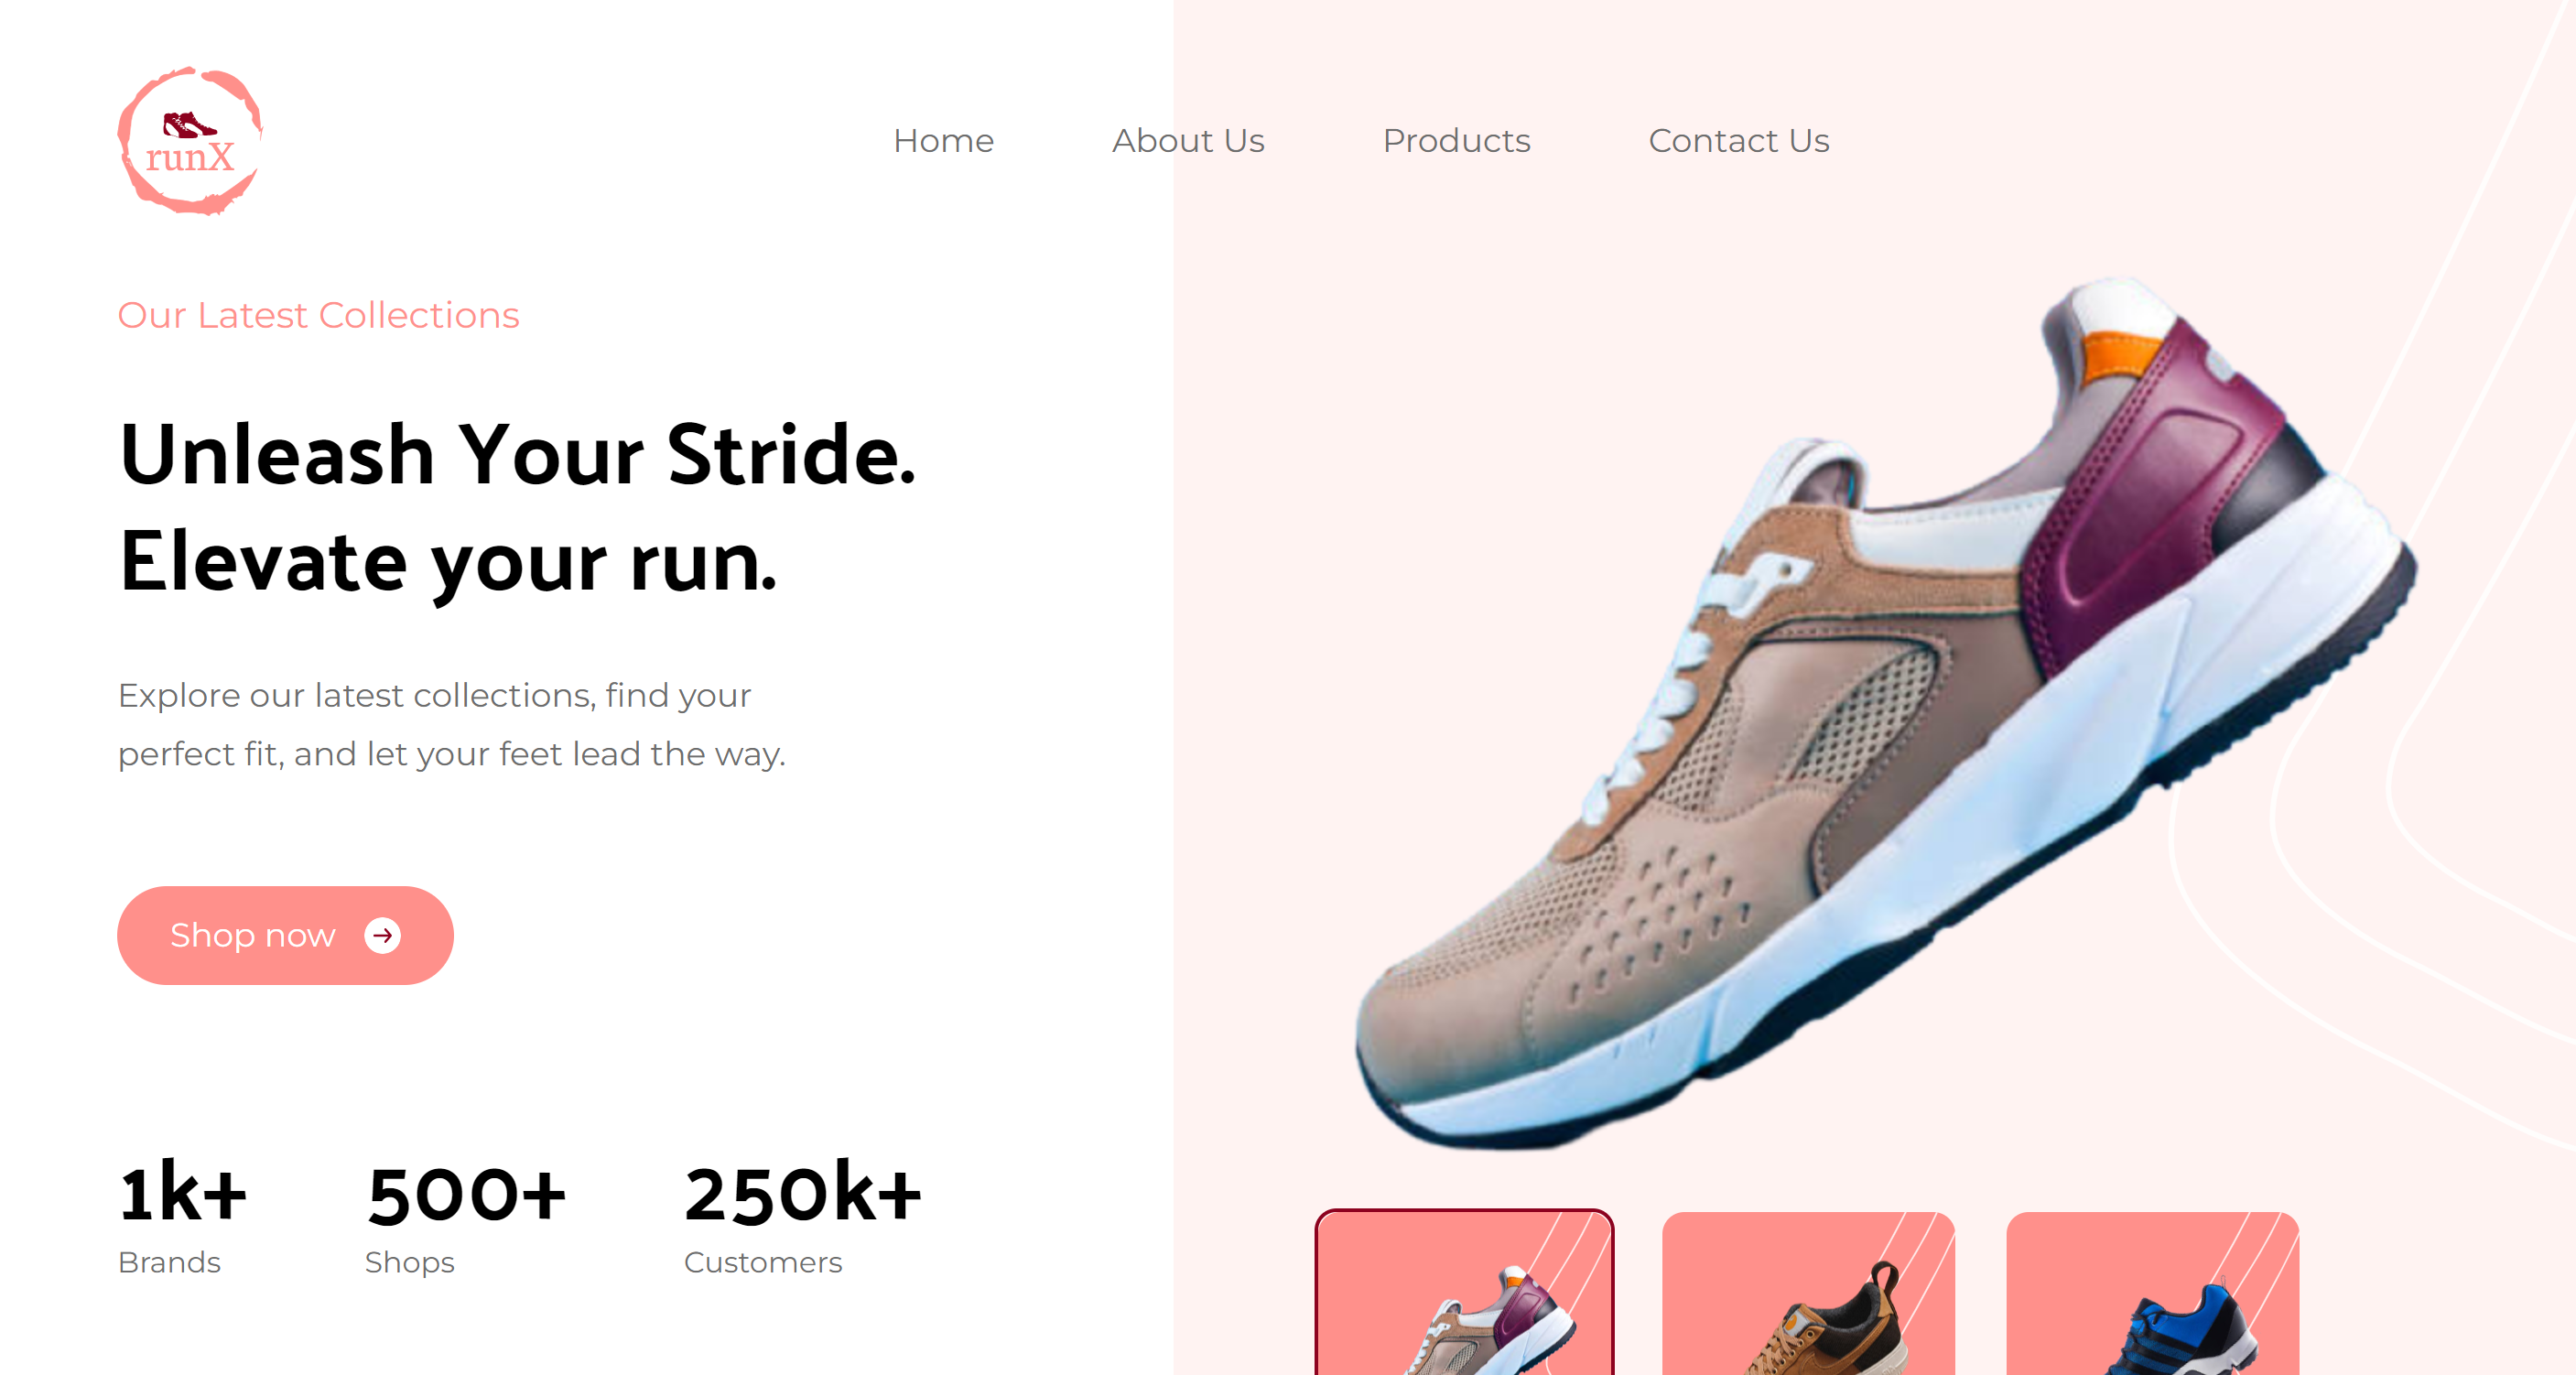 runX
Home
About Us
Products
Contact Us
Our Latest Collections
Unleash Your Stride.
Elevate your run.
Explore our latest collections, find your
perfect fit, and let your feet lead the way.
Shop now
1k+
Brands
500+
Shops
250k+
Customers